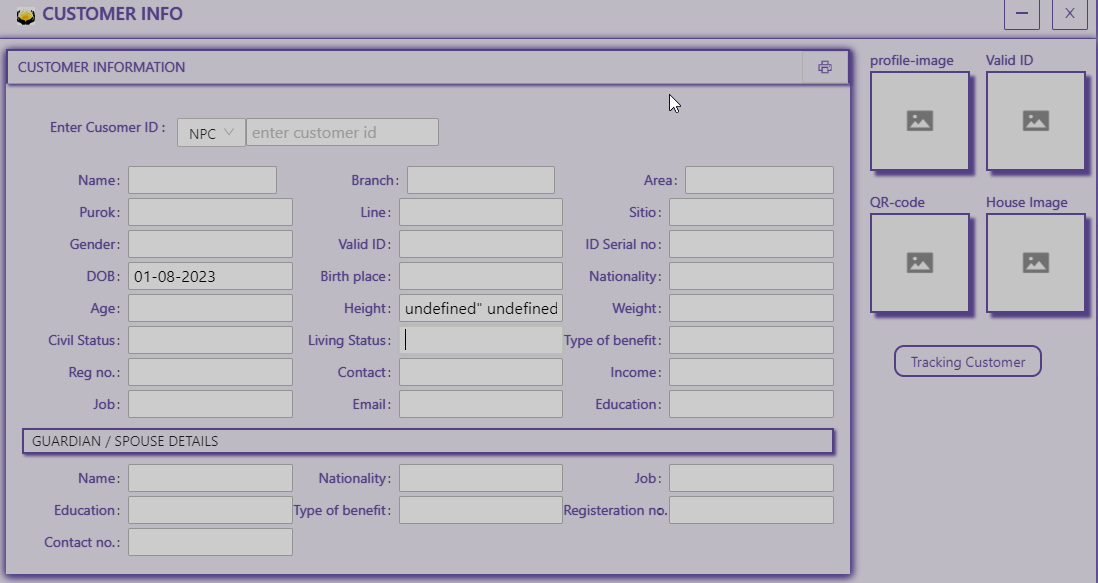 CUSTOMER INFO
X
CUSTOMER INFORMATION
Enter Cusomer ID :
NPC
enter customer id
Name:
Branch:
Area:
Purok:
Line:
Sitio:
Gender:
Valid ID:
ID Serial no:
DOB: 01-08-2023
Birth place:
Nationality:
Age:
Height: undefined" undefined
Weight:
Civil Status:
Living Status:
Type of benefit:
Reg no.:
Contact:
Income:
Job:
Email:
Education:
GUARDIAN / SPOUSE DETAILS
Name:
Nationality:
Job:
Education:
Type of benefit:
Registeration no.
Contact no.:
profile-image
Valid ID
QR-code
House Image
Tracking Customer